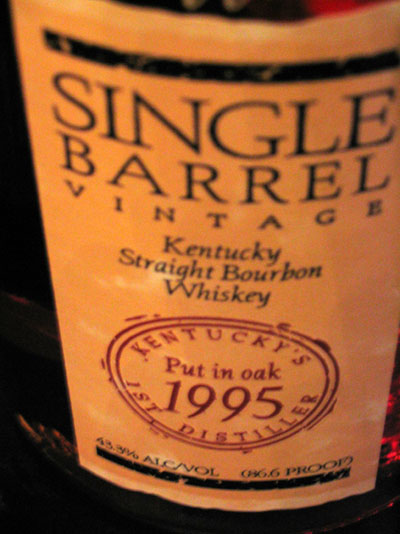 SINGLE
BARREL
VINTAGE
Kentucky
Straight Bourbon
Whiskey
KENTUCKY'S
Put in oak
1995
1ST DISTILLER
43.3% ALC/VOL (86.6 PROOF)